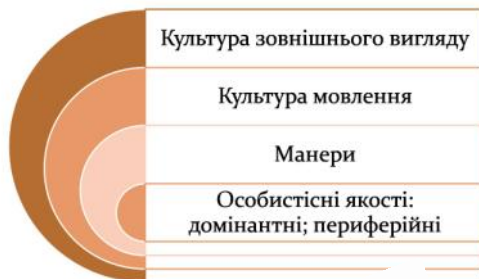 Культура зовнішнього вигляду
Культура мовлення
Манери
Особистісні якості:
домінантні; периферійні